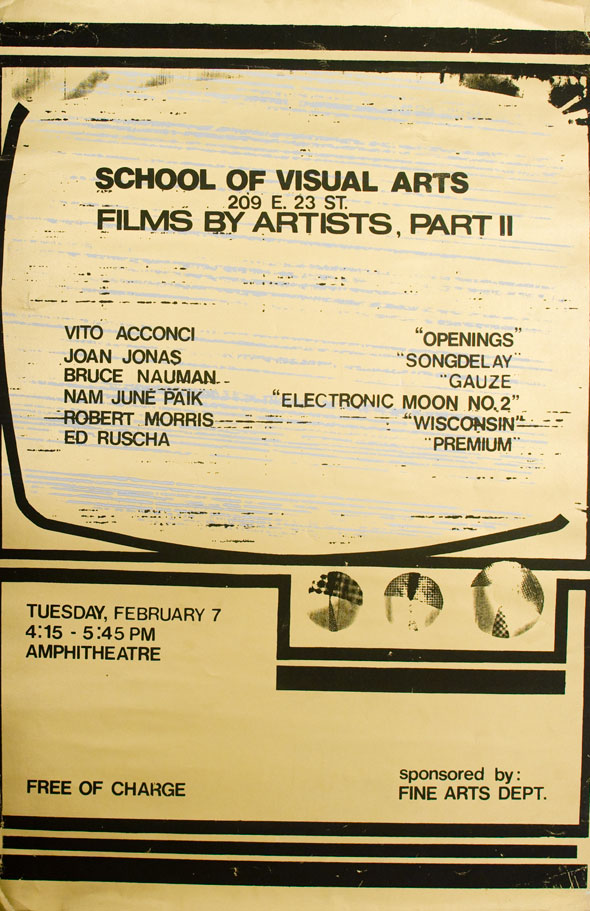 SCHOOL OF VISUAL ARTS
209 E. 23 ST.
FILMS BY ARTISTS, PART II
VITO ACCONCI "OPENINGS"
JOAN JONAS "SONGDELAY"
BRUCE NAUMAN "GAUZE
NAM JUNE PAIK "ELECTRONIC MOON NO.2"
ROBERT MORRIS "WISCONSIN"
ED RUSCHA "PREMIUM"
TUESDAY, FEBRUARY 7
4:15 - 5:45 PM
AMPHITHEATRE
FREE OF CHARGE
sponsored by:
FINE ARTS DEPT.